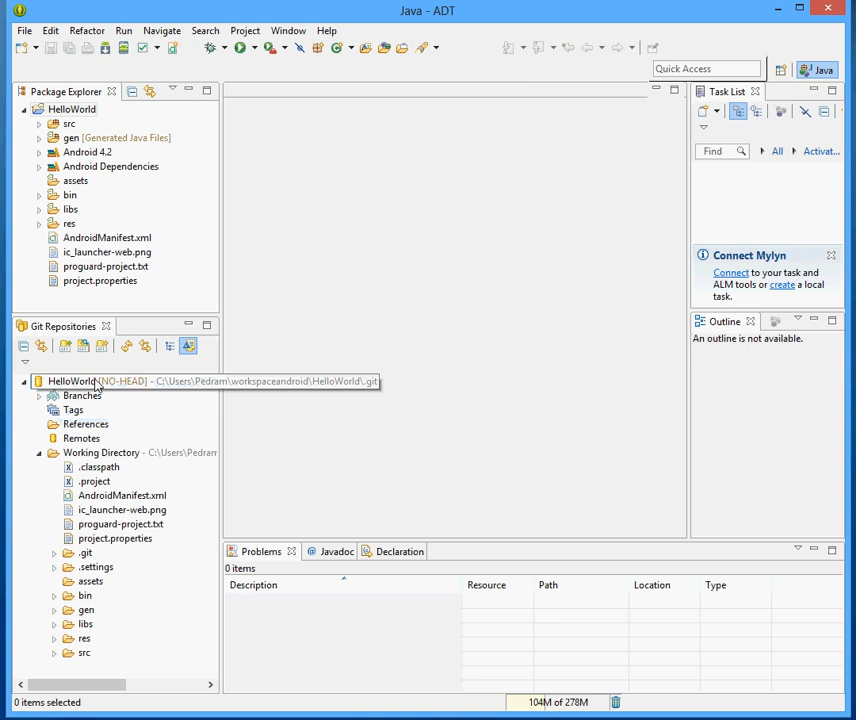 Java - ADT
File Edit Refactor Run Navigate Search Project Window Help
Quick Access
Java
Package Explorer
HelloWorld
src
gen [Generated Java Files]
Android 4.2
Android Dependencies
assets
bin
libs
res
AndroidManifest.xml
ic_launcher-web.png
proguard-project.txt
project.properties
Git Repositories
HelloWorld [NO-HEAD] - C:\Users\Pedram\workspaceandroid\HelloWorld\.git
Branches
Tags
References
Remotes
Working Directory - C:\Users\Pedram
.classpath
.project
AndroidManifest.xml
ic_launcher-web.png
proguard-project.txt
project.properties
.git
.settings
assets
bin
gen
libs
res
src
Task List
Find
All
Activat...
Connect Mylyn
Connect to your task and
ALM tools or create a local
task.
Outline
An outline is not available.
Problems
@ Javadoc
Declaration
0 items
Description Resource Path Location Type
0 items selected
104M of 278M